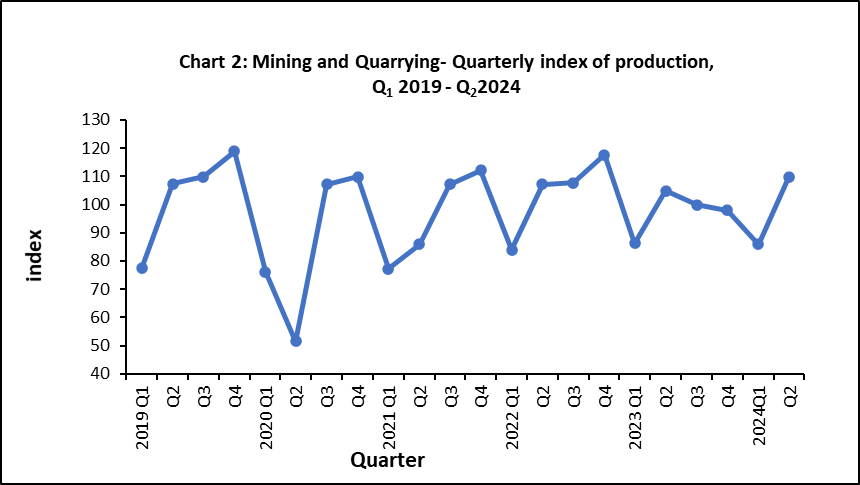 Chart 2: Mining and Quarrying- Quarterly index of production,
Q1 2019 - Q22024
130
120
110
100
90
80
70
60
50
40
index
2019 Q1
Q2
Q3
Q4
2020 Q1
Q2
Q3
Q4
2021 Q1
Q2
Q3
Q4
2022 Q1
Q2
Q3
Q4
2023 Q1
Q2
Q3
Q4
2024Q1
Q2
Quarter